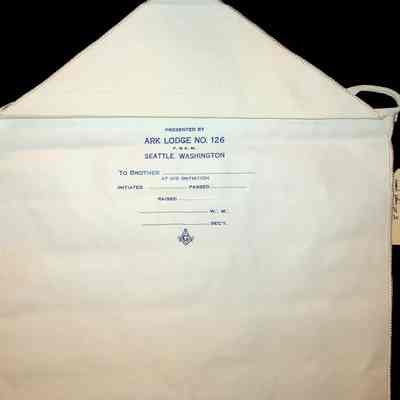 PRESENTED BY
ARK LODGE NO. 126
F. & A. M.
SEATTLE, WASHINGTON
TO BROTHER
AT HIS INITIATION
INITIATED PASSED
RAISED
W. M.
SEC'Y.